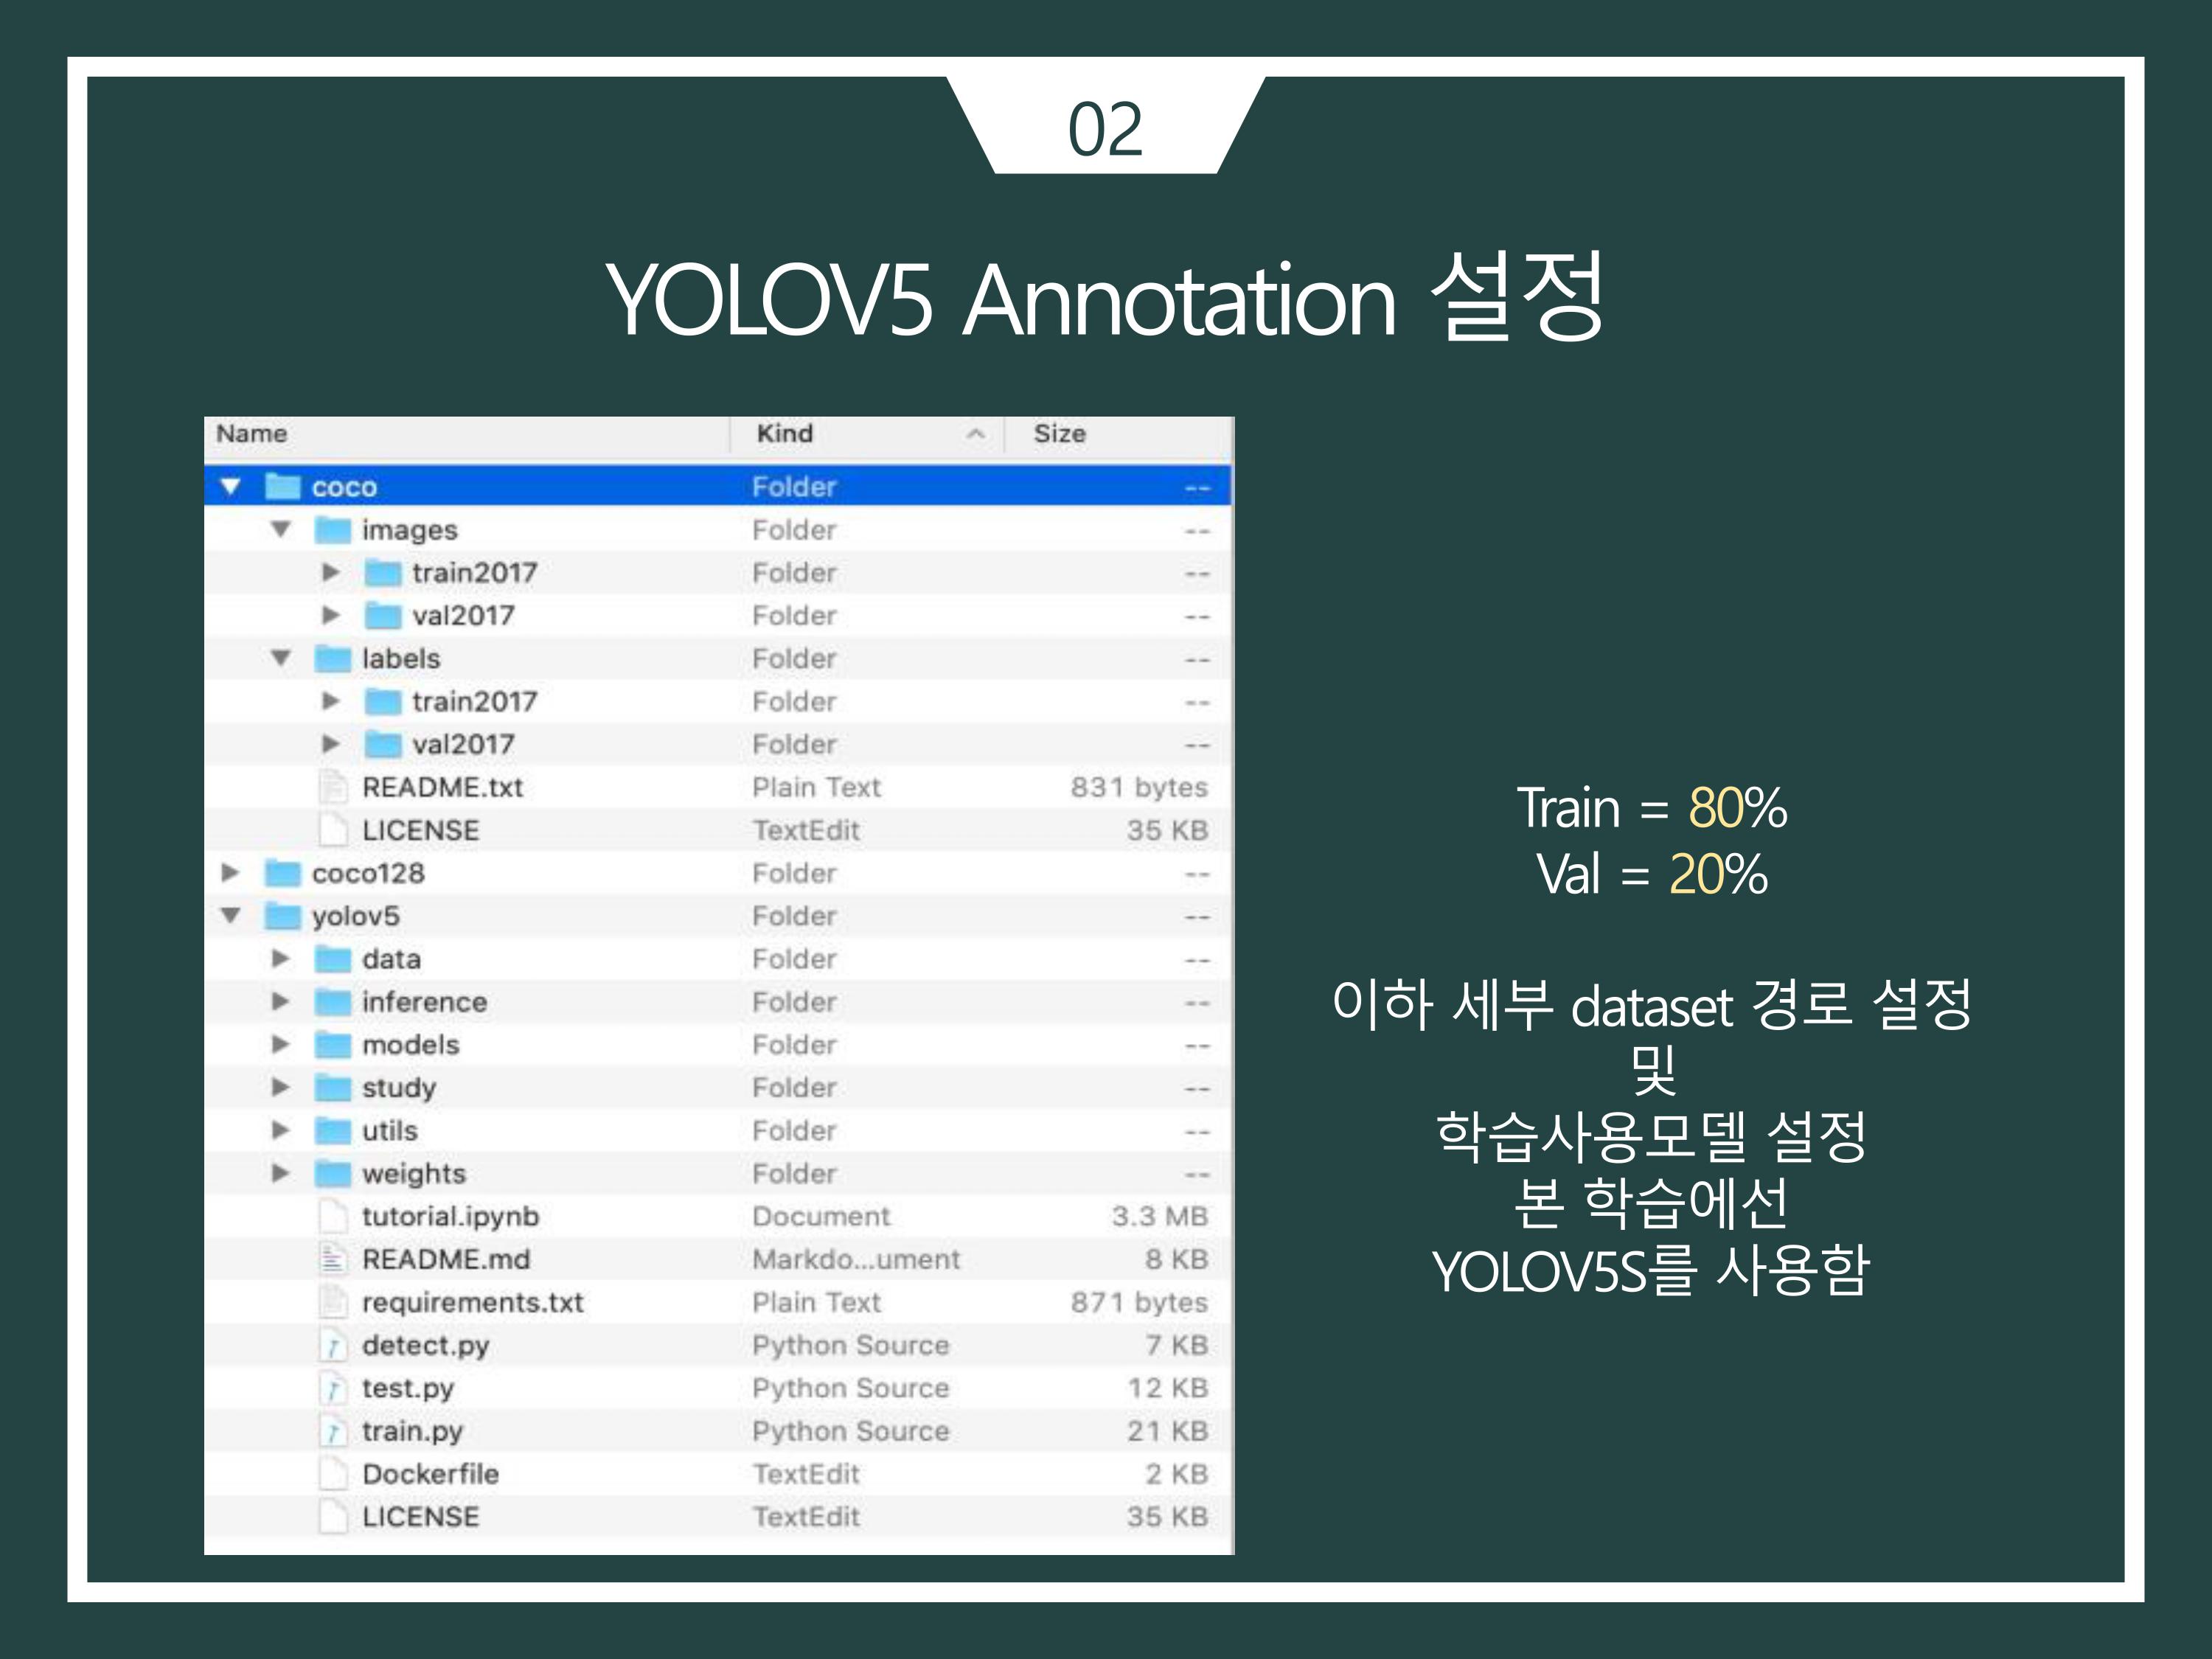 02
YOLOV5 Annotation 설정
Name Kind Size
coco Folder --
images Folder --
train2017 Folder --
val2017 Folder --
labels Folder --
train2017 Folder --
val2017 Folder --
README.txt Plain Text 831 bytes
LICENSE TextEdit 35 KB
coco128 Folder --
yolov5 Folder --
data Folder --
inference Folder --
models Folder --
study Folder --
utils Folder --
weights Folder --
tutorial.ipynb Document 3.3 MB
README.md Markdo...ument 8 KB
requirements.txt Plain Text 871 bytes
detect.py Python Source 7 KB
test.py Python Source 12 KB
train.py Python Source 21 KB
Dockerfile TextEdit 2 KB
LICENSE TextEdit 35 KB
Train = 80%
Val = 20%
이하 세부 dataset 경로 설정
및
학습사용모델 설정
본 학습에선
YOLOV5S를 사용함